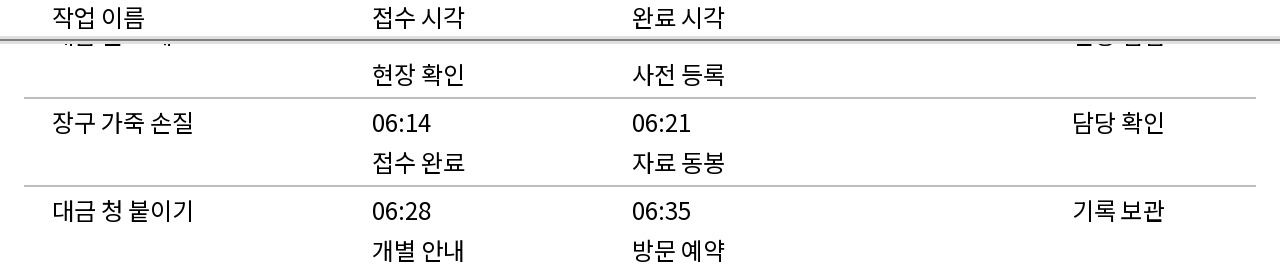 작업 이름 접수 시각 완료 시각
현장 확인 사전 등록
장구 가죽 손질 06:14 06:21 담당 확인
접수 완료 자료 동봉
대금 청 붙이기 06:28 06:35 기록 보관
개별 안내 방문 예약